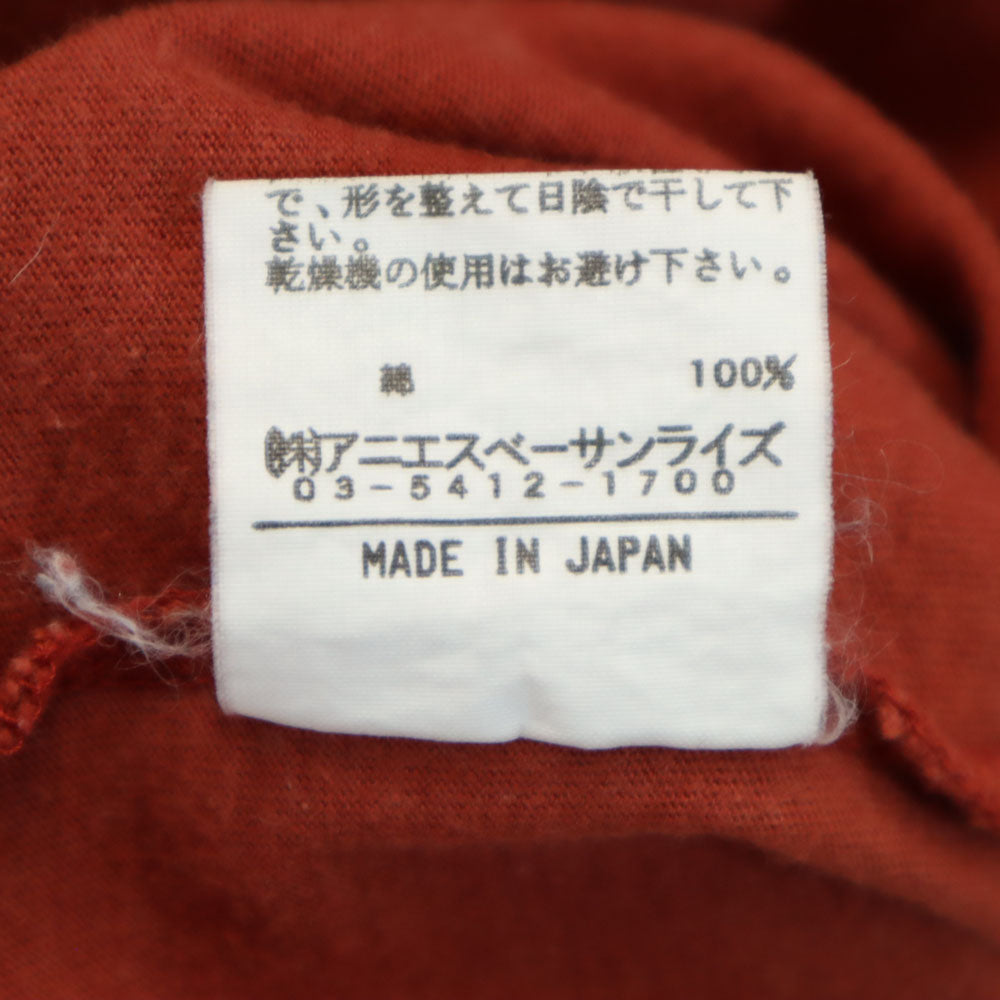 で、形を整えて日陰で干して下
さい。
乾燥機の使用はお避け下さい。
綿 100%
㈱アニエスベーサンライズ
03-5412-1700
MADE IN JAPAN